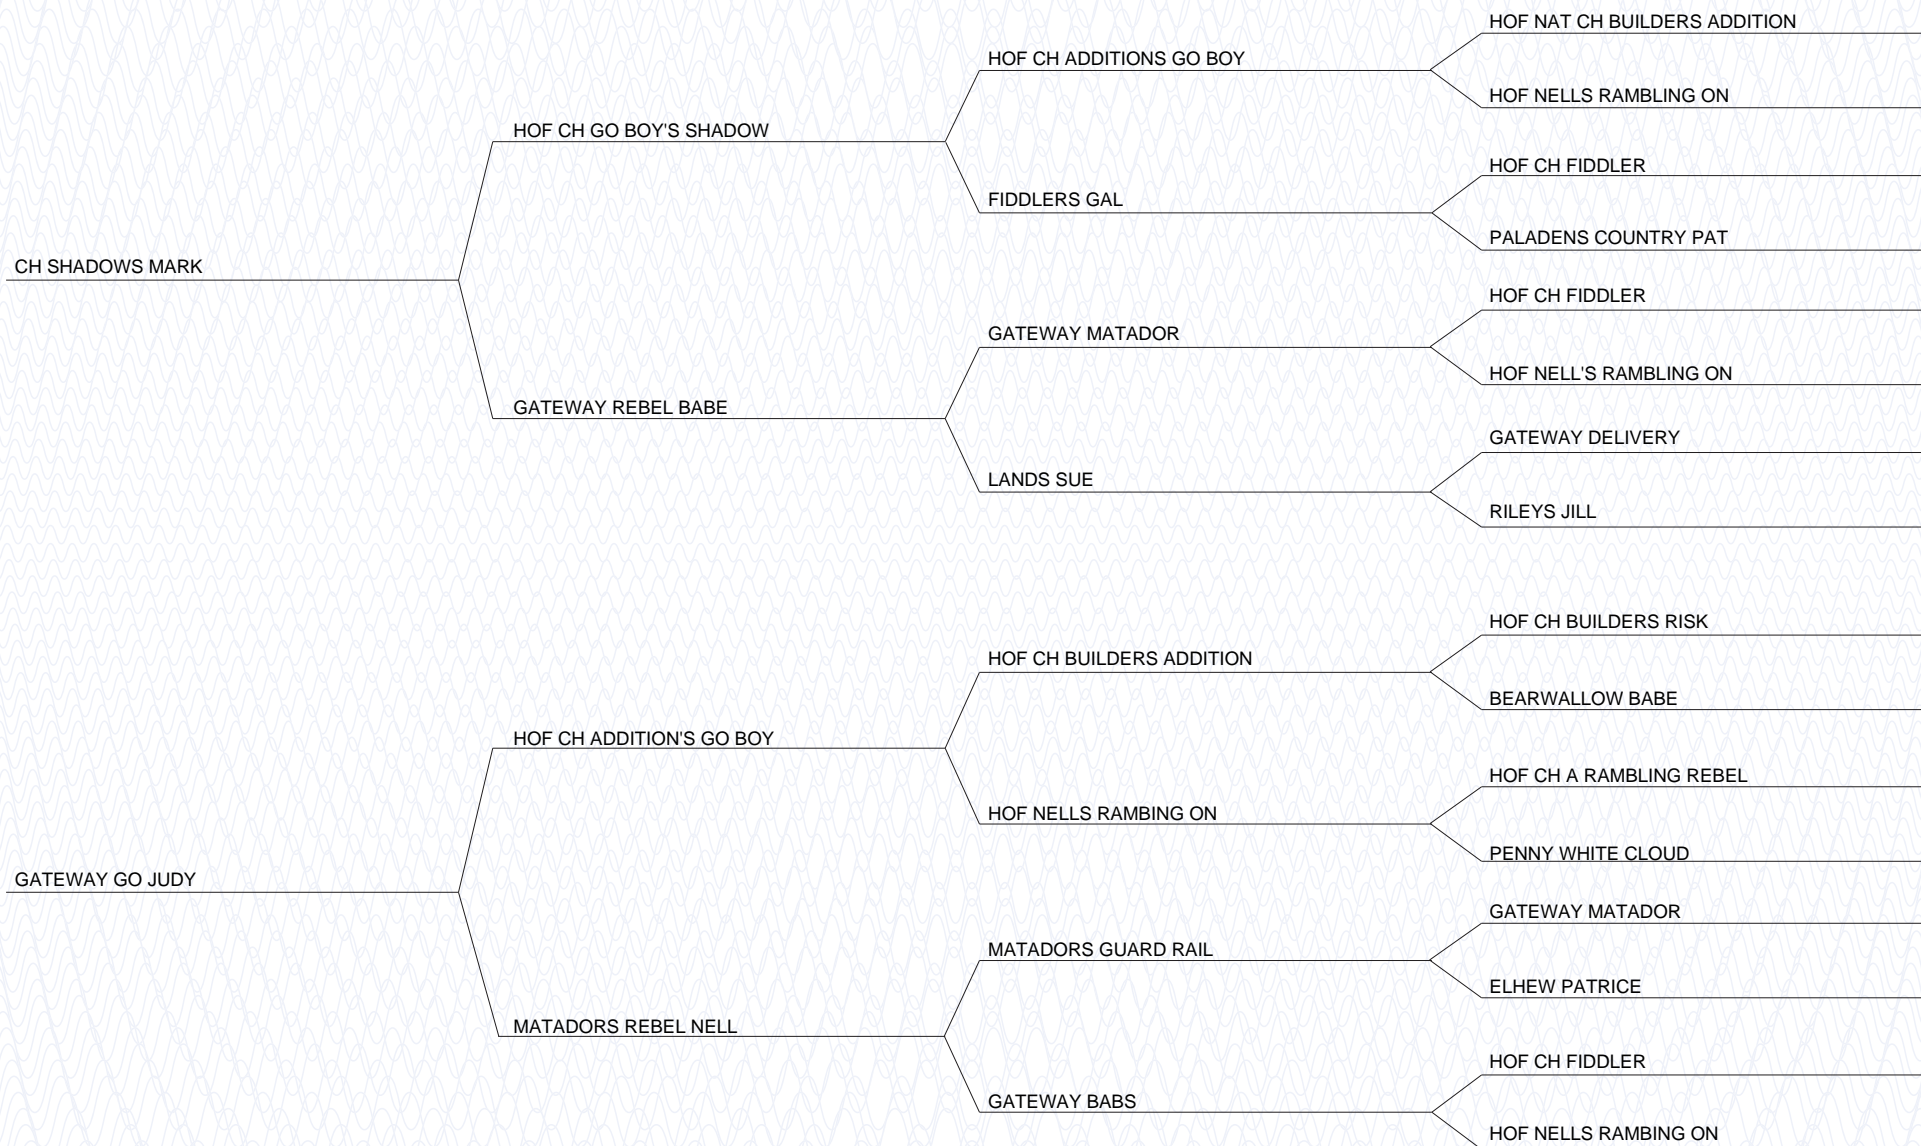 HOF NAT CH BUILDERS ADDITION
HOF CH ADDITIONS GO BOY
HOF NELLS RAMBLING ON
HOF CH GO BOY'S SHADOW
HOF CH FIDDLER
FIDDLERS GAL
PALADENS COUNTRY PAT
CH SHADOWS MARK
HOF CH FIDDLER
GATEWAY MATADOR
HOF NELL'S RAMBLING ON
GATEWAY REBEL BABE
GATEWAY DELIVERY
LANDS SUE
RILEYS JILL
HOF CH BUILDERS RISK
HOF CH BUILDERS ADDITION
BEARWALLOW BABE
HOF CH ADDITION'S GO BOY
HOF CH A RAMBLING REBEL
HOF NELLS RAMBING ON
PENNY WHITE CLOUD
GATEWAY GO JUDY
GATEWAY MATADOR
MATADORS GUARD RAIL
ELHEW PATRICE
MATADORS REBEL NELL
HOF CH FIDDLER
GATEWAY BABS
HOF NELLS RAMBING ON